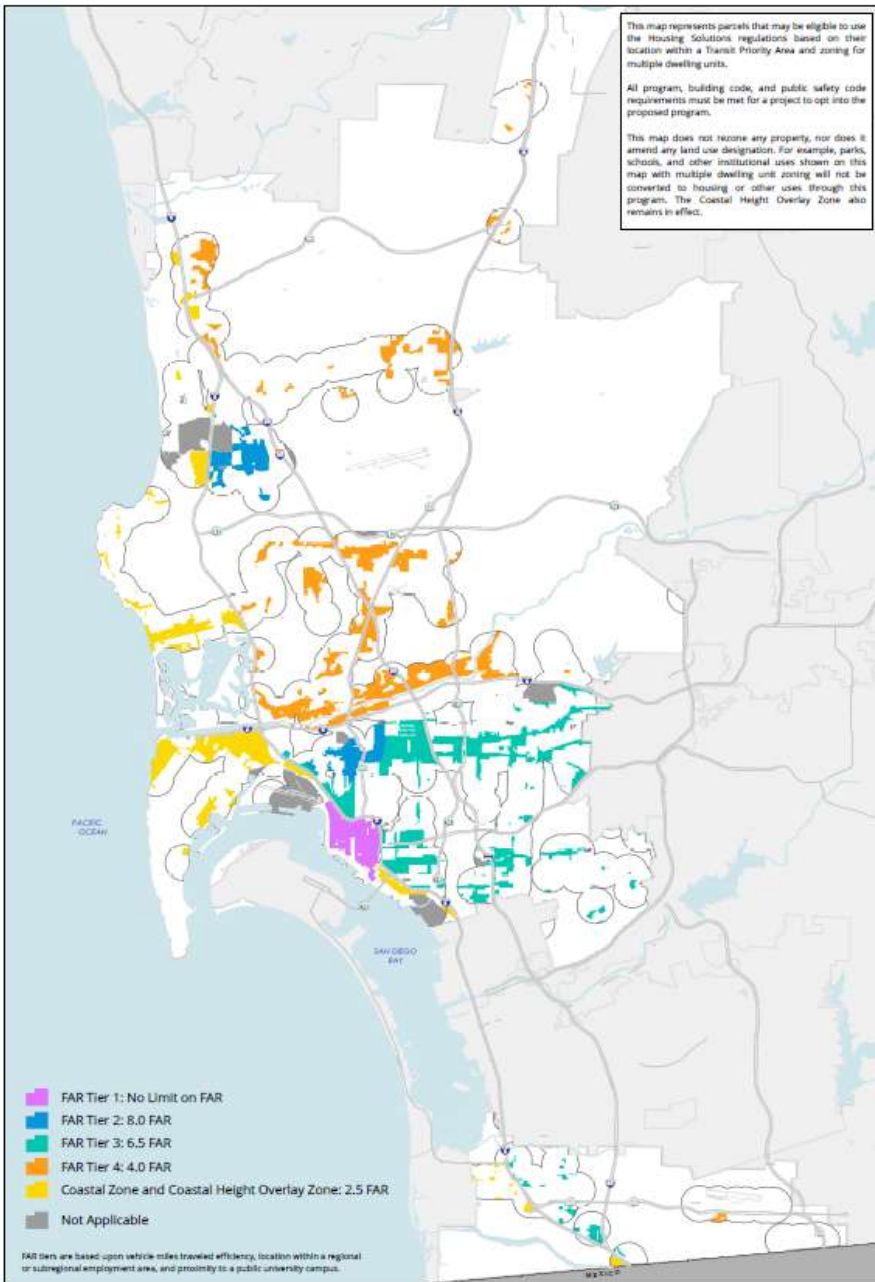 This map represents parcels that may be eligible to use
the Housing Solutions regulations based on their
location within a Transit Priority Area and zoning for
multiple dwelling units.
All program, building code, and public safety code
requirements must be met for a project to opt into the
proposed program.
This map does not rezone any property, nor does it
amend any land use designation. For example, parks,
schools, and other institutional uses shown on this
map with multiple dwelling unit zoning will not be
converted to housing or other uses through this
program. The Coastal Height Overlay Zone also
remains in effect.
PACIFIC
OCEAN
SAN DIEGO
BAY
FAR Tier 1: No Limit on FAR
FAR Tier 2: 8.0 FAR
FAR Tier 3: 6.5 FAR
FAR Tier 4: 4.0 FAR
Coastal Zone and Coastal Height Overlay Zone: 2.5 FAR
Not Applicable
FAR tiers are based upon vehicle miles traveled efficiency, location within a regional
or subregional employment area, and proximity to a public university campus.
MEXICO